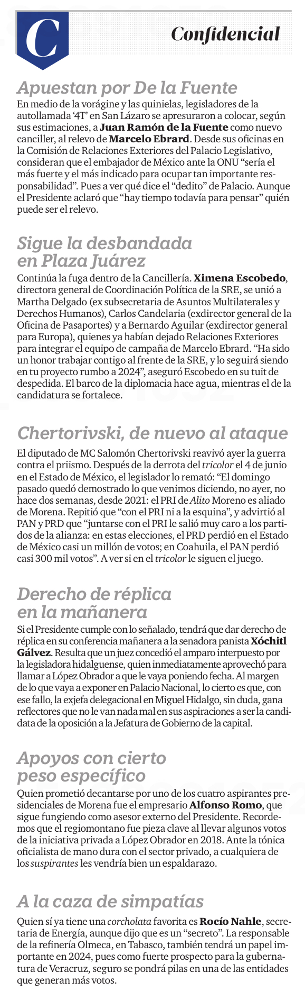 C
Confidencial
Apuestan por De la Fuente
En medio de la vorágine y las quinielas, legisladores de la
autollamada ‘4T’ en San Lázaro se apresuraron a colocar, según
sus estimaciones, a Juan Ramón de la Fuente como nuevo
canciller, al relevo de Marcelo Ebrard. Desde sus oficinas en
la Comisión de Relaciones Exteriores del Palacio Legislativo,
consideran que el embajador de México ante la ONU “sería el
más fuerte y el más indicado para ocupar tan importante res-
ponsabilidad”. Pues a ver qué dice el “dedito” de Palacio. Aunque
el Presidente aclaró que “hay tiempo todavía para pensar” quién
puede ser el relevo.
Sigue la desbandada
en Plaza Juárez
Continúa la fuga dentro de la Cancillería. Ximena Escobedo,
directora general de Coordinación Política de la SRE, se unió a
Martha Delgado (ex subsecretaria de Asuntos Multilaterales y
Derechos Humanos), Carlos Candelaria (exdirector general de la
Oficina de Pasaportes) y a Bernardo Aguilar (exdirector general
para Europa), quienes ya habían dejado Relaciones Exteriores
para integrar el equipo de campaña de Marcelo Ebrard. “Ha sido
un honor trabajar contigo al frente de la SRE, y lo seguirá siendo
en tu proyecto rumbo a 2024”, aseguró Escobedo en su tuit de
despedida. El barco de la diplomacia hace agua, mientras el de la
candidatura se fortalece.
Chertorivski, de nuevo al ataque
El diputado de MC Salomón Chertorivski reavivó ayer la guerra
contra el priismo. Después de la derrota del tricolor el 4 de junio
en el Estado de México, el legislador lo remató: “El domingo
pasado quedó demostrado lo que venimos diciendo, no ayer, no
hace dos semanas, desde 2021: el PRI de Alito Moreno es aliado
de Morena. Repitió que “con el PRI ni a la esquina”, y advirtió al
PAN y PRD que “juntarse con el PRI le salió muy caro a los parti-
dos de la alianza: en estas elecciones, el PRD perdió en el Estado
de México casi un millón de votos; en Coahuila, el PAN perdió
casi 300 mil votos”. A ver si en el tricolor le siguen el juego.
Derecho de réplica
en la mañanera
Si el Presidente cumple con lo señalado, tendrá que dar derecho de
réplica en su conferencia mañanera a la senadora panista Xóchitl
Gálvez. Resulta que un juez concedió el amparo interpuesto por
la legisladora hidalguense, quien inmediatamente aprovechó para
llamar a López Obrador a que le vaya poniendo fecha. Al margen
de lo que vaya a exponer en Palacio Nacional, lo cierto es que, con
ese fallo, la exjefa delegacional en Miguel Hidalgo, sin duda, gana
reflectores que no le van nada mal en sus aspiraciones a ser la candi-
data de la oposición a la Jefatura de Gobierno de la capital.
Apoyos con cierto
peso específico
Quien prometió decantarse por uno de los cuatro aspirantes pre-
sidenciales de Morena fue el empresario Alfonso Romo, que
sigue fungiendo como asesor externo del Presidente. Recorde-
mos que el regiomontano fue pieza clave al llevar algunos votos
de la iniciativa privada a López Obrador en 2018. Ante la tónica
oficialista de mano dura con el sector privado, a cualquiera de
los suspirantes les vendría bien un espaldarazo.
A la caza de simpatías
Quien sí ya tiene una corcholata favorita es Rocío Nahle, secre-
taria de Energía, aunque dijo que es un “secreto”. La responsable
de la refinería Olmeca, en Tabasco, también tendrá un papel im-
portante en 2024, pues como fuerte prospecto para la guberna-
tura de Veracruz, seguro se pondrá pilas en una de las entidades
que generan más votos.